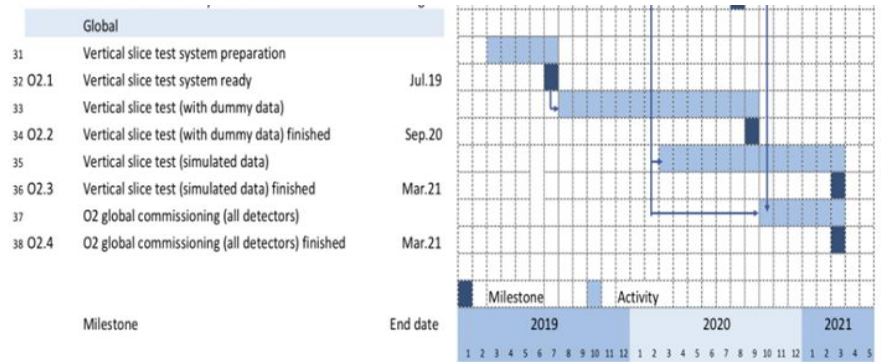 Global
31 Vertical slice test system preparation
32 O2.1 Vertical slice test system ready Jul.19
33 Vertical slice test (with dummy data)
34 O2.2 Vertical slice test (with dummy data) finished Sep.20
35 Vertical slice test (simulated data)
36 O2.3 Vertical slice test (simulated data) finished Mar.21
37 O2 global commissioning (all detectors)
38 O2.4 O2 global commissioning (all detectors) finished Mar.21
Milestone Activity
Milestone End date 2019 2020 2021
1 2 3 4 5 6 7 8 9 10 11 12 1 2 3 4 5 6 7 8 9 10 11 12 1 2 3 4 5